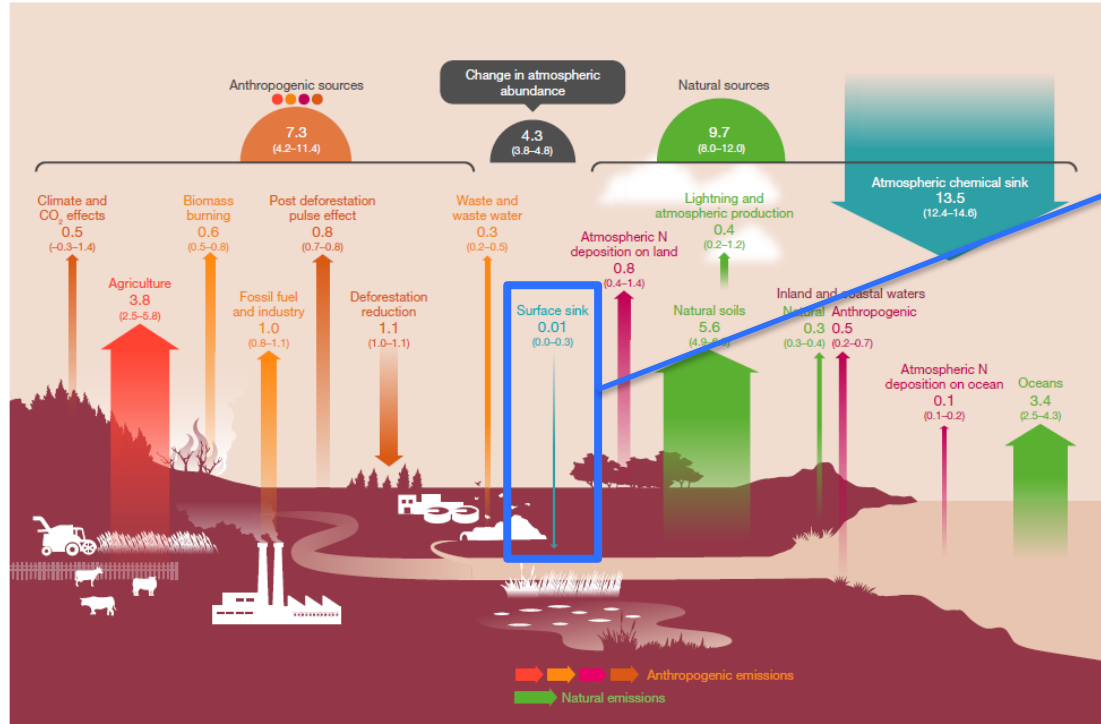 Change in atmospheric
abundance
Anthropogenic sources
Natural sources
7.3
(4.2–11.4)
4.3
(3.8–4.8)
9.7
(8.0–12.0)
Atmospheric chemical sink
13.5
(12.4–14.6)
Climate and
CO₂ effects
0.5
(−0.3–1.4)
Biomass
burning
0.6
(0.5–0.8)
Post deforestation
pulse effect
0.8
(0.7–0.8)
Waste and
waste water
0.3
(0.2–0.5)
Lightning and
atmospheric production
0.4
(0.2–1.2)
Atmospheric N
deposition on land
0.8
(0.4–1.4)
Agriculture
3.8
(2.5–5.8)
Fossil fuel
and industry
1.0
(0.8–1.1)
Deforestation
reduction
1.1
(1.0–1.1)
Surface sink
0.01
(0.0–0.3)
Natural soils
5.6
(4.9–
Inland and coastal waters
Natural
0.3
(0.3–0.4)
Anthropogenic
0.5
(0.2–0.7)
Atmospheric N
deposition on ocean
0.1
(0.1–0.2)
Oceans
3.4
(2.5–4.3)
Anthropogenic emissions
Natural emissions